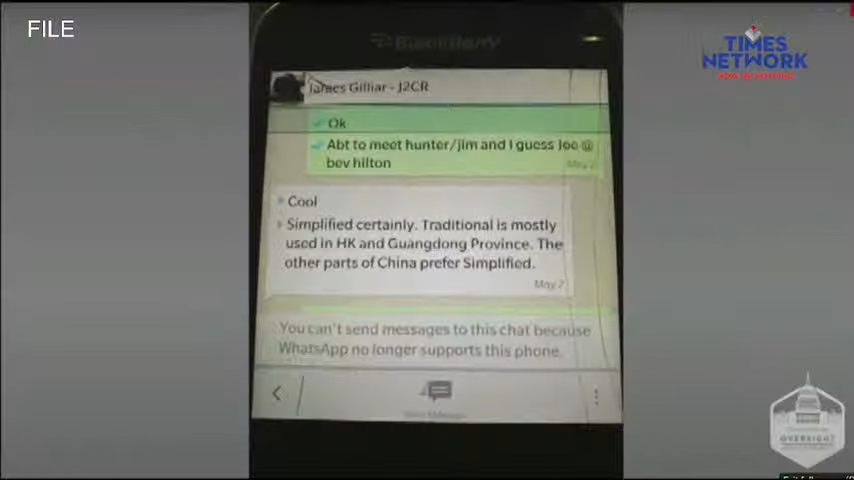 FILE
TIMES
NETWORK
BlackBerry
James Gilliar - J2CR
Ok
Abt to meet hunter/jim and I guess Joe @
bev hilton
May 2
Cool
Simplified certainly. Traditional is mostly
used in HK and Guangdong Province. The
other parts of China prefer Simplified.
May 2
You can't send messages to this chat because
WhatsApp no longer supports this phone.
OVERSIGHT